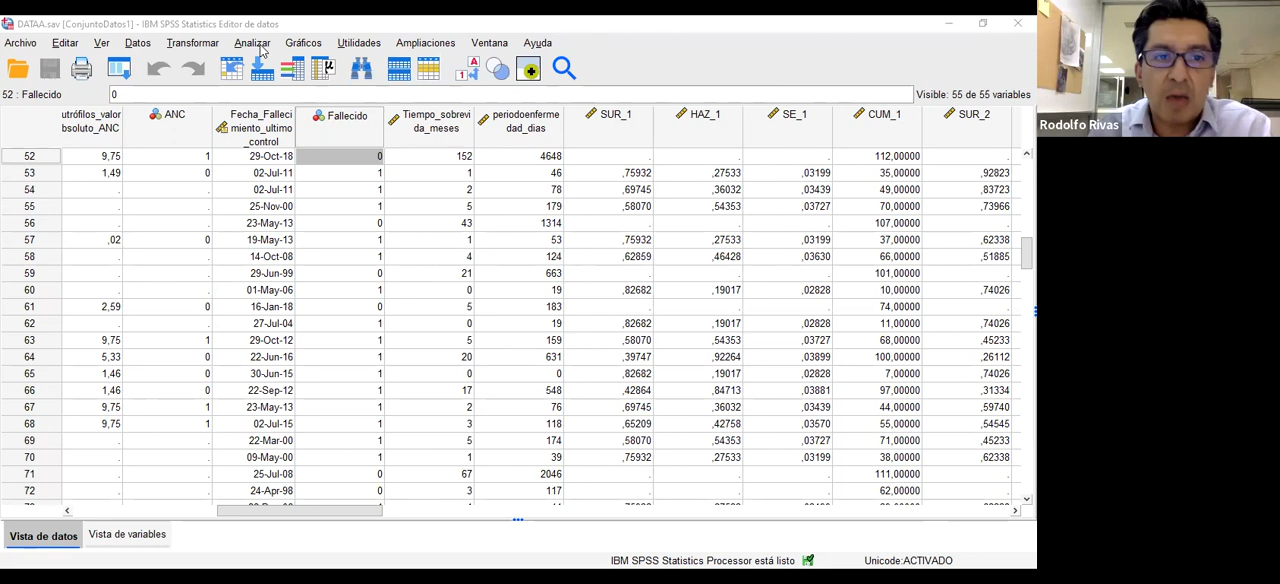 DATAA.sav [ConjuntoDatos1] - IBM SPSS Statistics Editor de datos
Archivo Editar Ver Datos Transformar Analizar Gráficos Utilidades Ampliaciones Ventana Ayuda
52 : Fallecido 0 Visible: 55 de 55 variables
utrófilos_valor
bsoluto_ANC
ANC
Fecha_Falleci
miento_ultimo
_control
Fallecido
Tiempo_sobrevi
da_meses
periodoenferme
dad_dias
SUR_1 HAZ_1 SE_1 CUM_1 SUR_2
52 9,75 1 29-Oct-18 0 152 4648 . . . 112,00000 .
53 1,49 0 02-Jul-11 1 1 46 ,75932 ,27533 ,03199 35,00000 ,92823
54 . . 02-Jul-11 1 2 78 ,69745 ,36032 ,03439 49,00000 ,83723
55 . . 25-Nov-00 1 5 179 ,58070 ,54353 ,03727 70,00000 ,73966
56 . . 23-May-13 0 43 1314 . . . 107,00000 .
57 ,02 0 19-May-13 1 1 53 ,75932 ,27533 ,03199 37,00000 ,62338
58 . . 14-Oct-08 1 4 124 ,62859 ,46428 ,03630 66,00000 ,51885
59 . . 29-Jun-99 0 21 663 . . . 101,00000 .
60 . . 01-May-06 1 0 19 ,82682 ,19017 ,02828 10,00000 ,74026
61 2,59 0 16-Jan-18 0 5 183 . . . 74,00000 .
62 . . 27-Jul-04 1 0 19 ,82682 ,19017 ,02828 11,00000 ,74026
63 9,75 1 29-Oct-12 1 5 159 ,58070 ,54353 ,03727 68,00000 ,45233
64 5,33 0 22-Jun-16 1 20 631 ,39747 ,92264 ,03899 100,00000 ,26112
65 1,46 0 30-Jun-15 1 0 0 ,82682 ,19017 ,02828 7,00000 ,74026
66 1,46 0 22-Sep-12 1 17 548 ,42864 ,84713 ,03881 97,00000 ,31334
67 9,75 1 23-May-13 1 2 76 ,69745 ,36032 ,03439 44,00000 ,59740
68 9,75 1 02-Jul-15 1 3 118 ,65209 ,42758 ,03570 55,00000 ,54545
69 . . 22-Mar-00 1 5 174 ,58070 ,54353 ,03727 71,00000 ,45233
70 . . 09-May-00 1 1 39 ,75932 ,27533 ,03199 38,00000 ,62338
71 . . 25-Jul-08 0 67 2046 . . . 111,00000 .
72 . . 24-Apr-98 0 3 117 . . . 62,00000 .
Vista de datos Vista de variables
IBM SPSS Statistics Processor está listo Unicode:ACTIVADO
Rodolfo Rivas